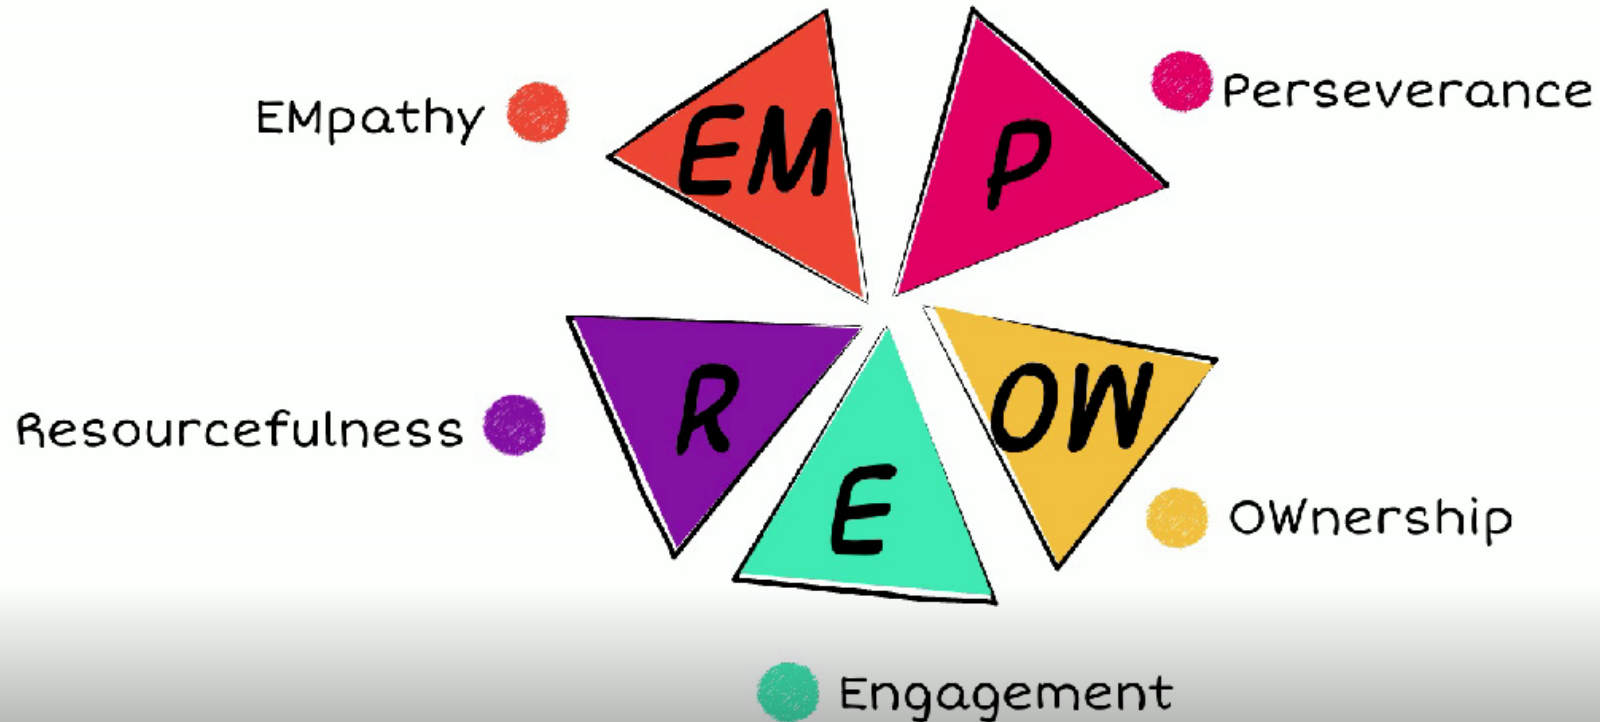 EMpathy
EM
P
Perseverance
Resourcefulness
R
E
OW
OWnership
Engagement